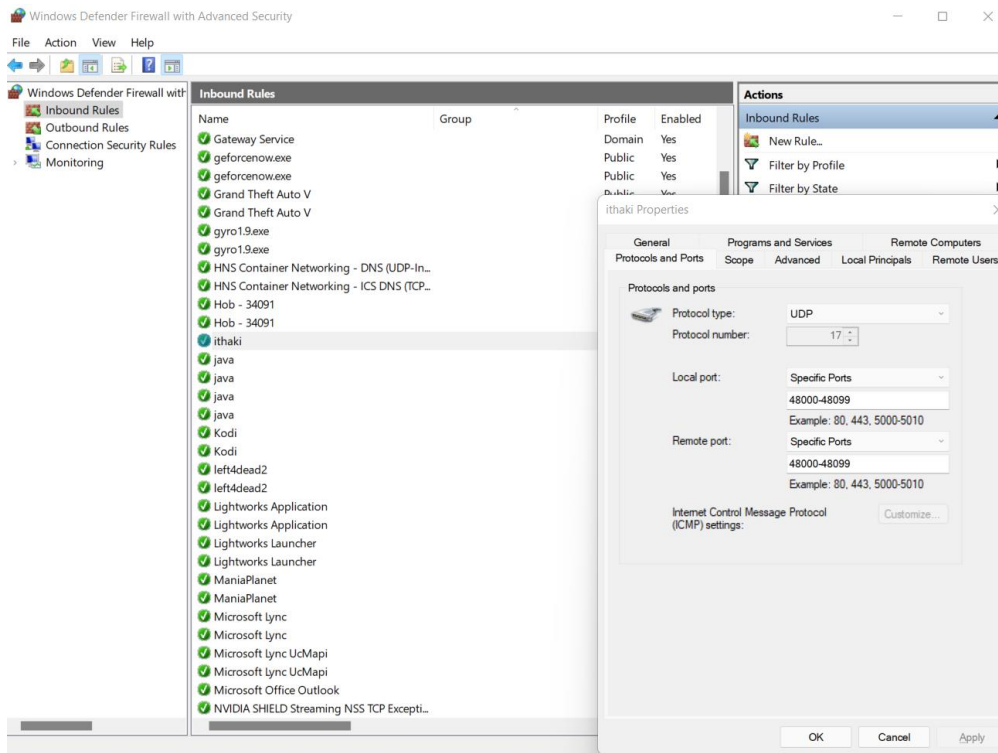 Windows Defender Firewall with Advanced Security
File Action View Help
Windows Defender Firewall with
Inbound Rules
Outbound Rules
Connection Security Rules
Monitoring
Inbound Rules
Name Group Profile Enabled
Gateway Service Domain Yes
geforcenow.exe Public Yes
geforcenow.exe Public Yes
Grand Theft Auto V Public Yes
Grand Theft Auto V
gyro1.9.exe
gyro1.9.exe
HNS Container Networking - DNS (UDP-In...
HNS Container Networking - ICS DNS (TCP...
Hob - 34091
Hob - 34091
ithaki
java
java
java
java
Kodi
Kodi
left4dead2
left4dead2
Lightworks Application
Lightworks Application
Lightworks Launcher
Lightworks Launcher
ManiaPlanet
ManiaPlanet
Microsoft Lync
Microsoft Lync
Microsoft Lync UcMapi
Microsoft Lync UcMapi
Microsoft Office Outlook
NVIDIA SHIELD Streaming NSS TCP Excepti...
Actions
Inbound Rules
New Rule...
Filter by Profile
Filter by State
ithaki Properties
General Programs and Services Remote Computers
Protocols and Ports Scope Advanced Local Principals Remote Users
Protocols and ports
Protocol type: UDP
Protocol number: 17
Local port: Specific Ports
48000-48099
Example: 80, 443, 5000-5010
Remote port: Specific Ports
48000-48099
Example: 80, 443, 5000-5010
Internet Control Message Protocol Customize...
(ICMP) settings:
OK Cancel Apply